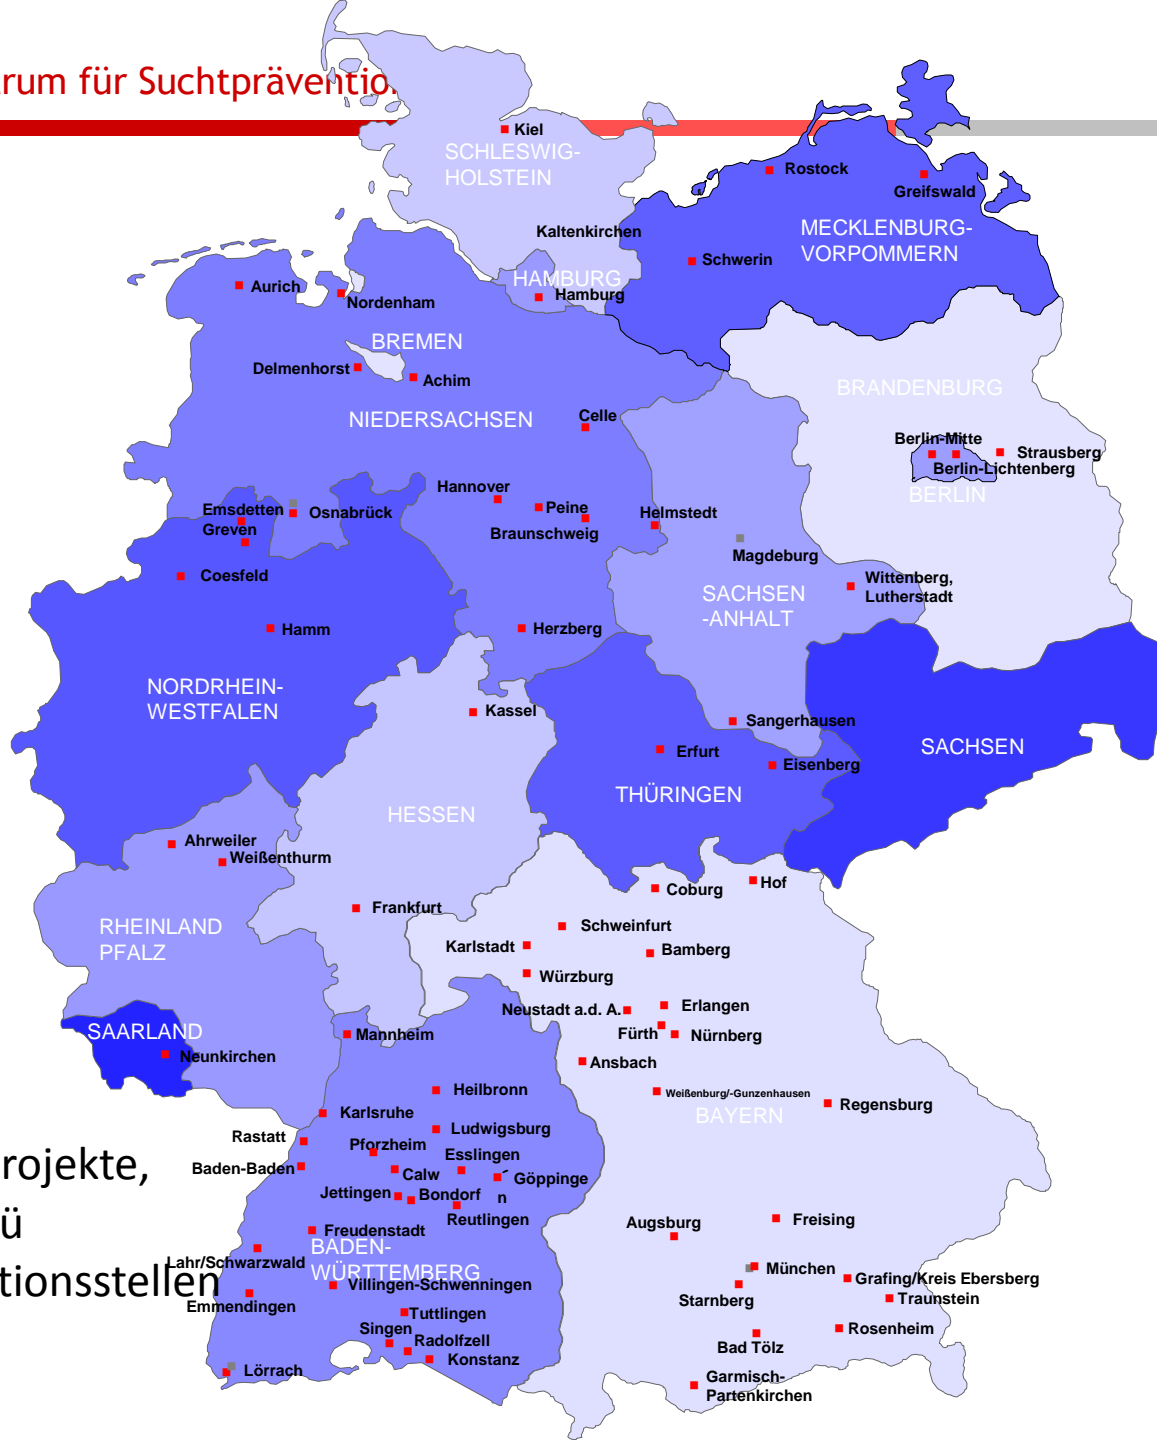 rum für Suchtpräventio
Kiel
SCHLESWIG-
HOLSTEIN
Rostock
Greifswald
MECKLENBURG-
VORPOMMERN
Kaltenkirchen
Schwerin
HAMBURG
Hamburg
Aurich
Nordenham
BREMEN
Delmenhorst
Achim
BRANDENBURG
NIEDERSACHSEN
Celle
Berlin-Mitte
Strausberg
Berlin-Lichtenberg
BERLIN
Hannover
Emsdetten
Osnabrück
Peine
Helmstedt
Greven
Braunschweig
Magdeburg
Coesfeld
Wittenberg,
Lutherstadt
SACHSEN
-ANHALT
Hamm
Herzberg
NORDRHEIN-
WESTFALEN
Kassel
Sangerhausen
Erfurt
Eisenberg
SACHSEN
THÜRINGEN
HESSEN
Ahrweiler
Weißenthurm
Coburg
Hof
Frankfurt
RHEINLAND
PFALZ
Schweinfurt
Karlstadt
Bamberg
Würzburg
Neustadt a.d. A.
Erlangen
SAARLAND
Mannheim
Fürth
Nürnberg
Neunkirchen
Ansbach
Heilbronn
Weißenburg/-Gunzenhausen
BAYERN
Regensburg
Karlsruhe
Rastatt
Ludwigsburg
Pforzheim
Esslingen
rojekte,
Baden-Baden
Calw
Göppinge
n
Jettingen
Bondorf
Reutlingen
ü
Freudenstadt
Augsburg
Freising
BADEN-
WÜRTTEMBERG
Lahr/Schwarzwald
tionsstellen
Villingen-Schwenningen
München
Grafing/Kreis Ebersberg
Emmendingen
Starnberg
Traunstein
Tuttlingen
Singen
Radolfzell
Rosenheim
Konstanz
Bad Tölz
Lörrach
Garmisch-
Partenkirchen